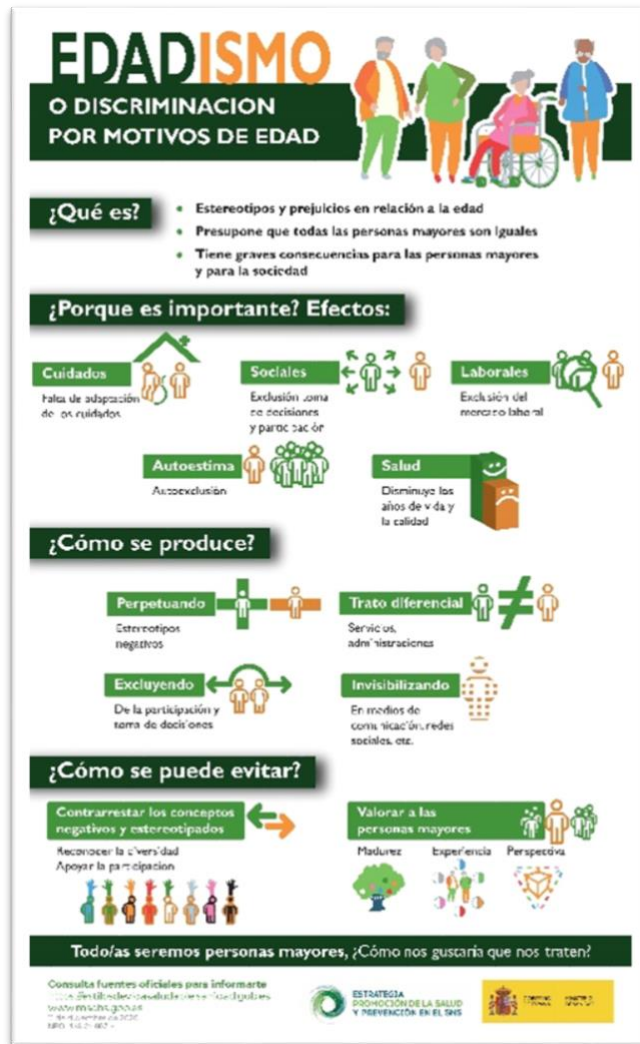 EDADISMO
O DISCRIMINACION
POR MOTIVOS DE EDAD
¿Qué es?
• Estereotipos y prejuicios en relación a la edad
• Presupone que todas las personas mayores son iguales
• Tiene graves consecuencias para las personas mayores
y para la sociedad
¿Porque es importante? Efectos:
Cuidados
Falta de adaptación
de los cuidados
Sociales
Exclusión toma
de decisiones
y participación
Laborales
Exclusión del
mercado laboral
Autoestima
Autoexclusión
Salud
Disminuye los
años de vida y
la calidad
¿Cómo se produce?
Perpetuando
Estereotipos
negativos
Trato diferencial
Servicios,
administraciones
Excluyendo
De la participación y
toma de decisiones
Invisibilizando
En medios de
comunicación, redes
sociales, etc.
¿Cómo se puede evitar?
Contrarrestar los conceptos
negativos y estereotipados
Reconocer la diversidad
Apoyar la participacion
Valorar a las
personas mayores
Madurez
Experiencia
Perspectiva
Todo/as seremos personas mayores, ¿Cómo nos gustaría que nos traten?
Consulta fuentes oficiales para informarte
ESTRATEGIA
PROMOCIÓN DE LA SALUD
Y PREVENCIÓN EN EL SNS